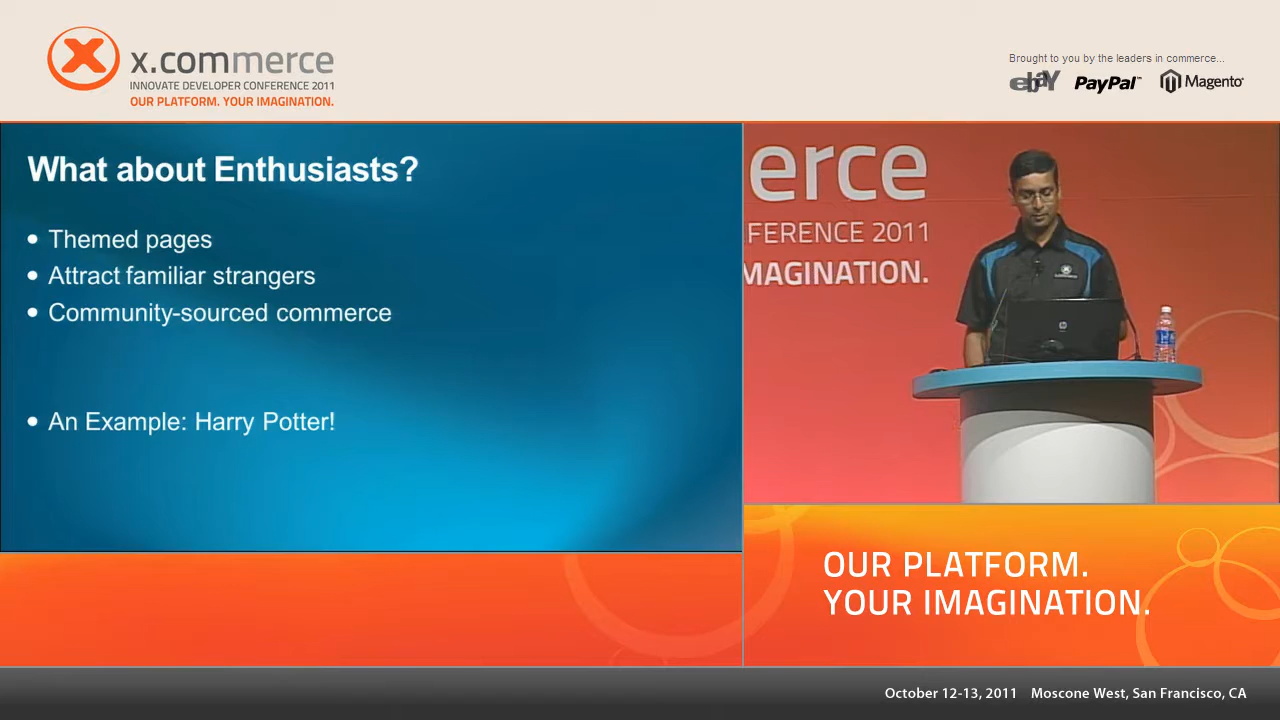 x.commerce
INNOVATE DEVELOPER CONFERENCE 2011
OUR PLATFORM. YOUR IMAGINATION.
Brought to you by the leaders in commerce...
ebaY PayPal™ Magento®
What about Enthusiasts?
• Themed pages
• Attract familiar strangers
• Community-sourced commerce
• An Example: Harry Potter!
erce
FERENCE 2011
MAGINATION.
hp
OUR PLATFORM.
YOUR IMAGINATION.
October 12-13, 2011 Moscone West, San Francisco, CA